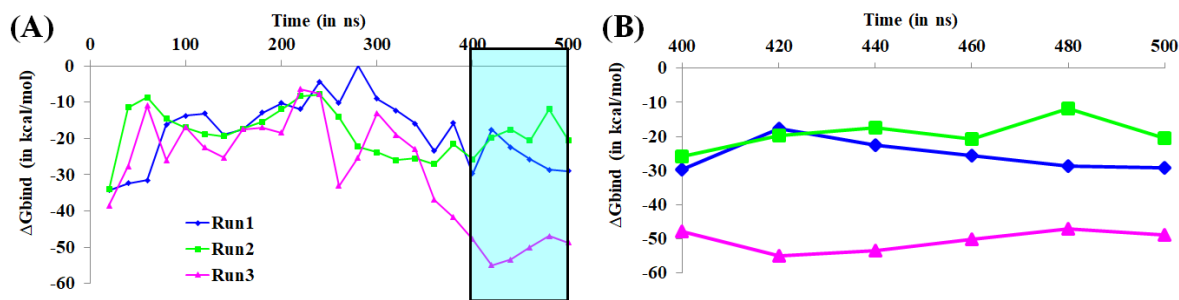 (A)
Time (in ns)
0 100 200 300 400 500
ΔGbind (in kcal/mol)
0
-10
-20
-30
-40
-50
-60
Run1
Run2
Run3
(B)
Time (in ns)
400 420 440 460 480 500
ΔGbind (in kcal/mol)
0
-10
-20
-30
-40
-50
-60